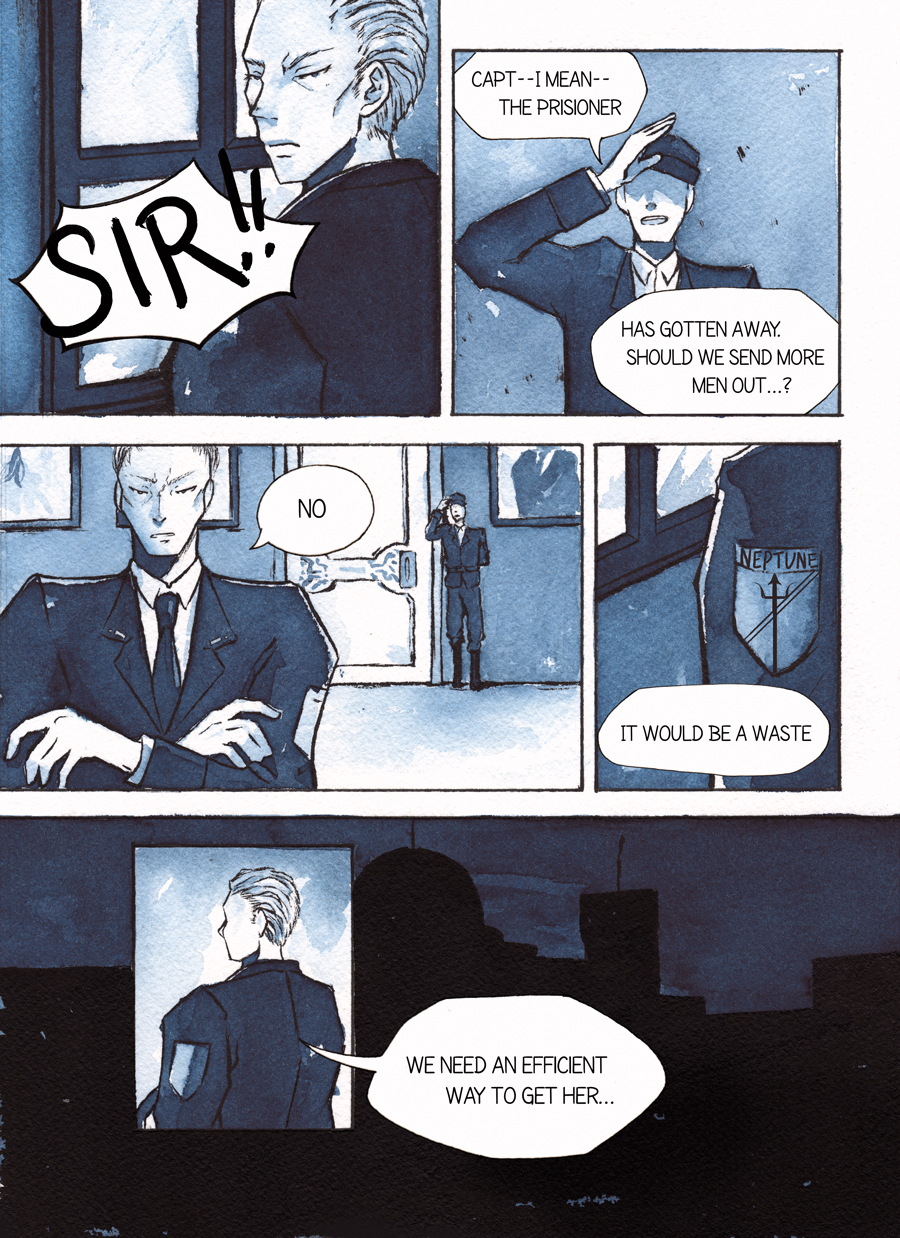 SIR!!
CAPT--I MEAN--
THE PRISIONER
HAS GOTTEN AWAY.
SHOULD WE SEND MORE
MEN OUT...?
NO
NEPTUNE
IT WOULD BE A WASTE
WE NEED AN EFFICIENT
WAY TO GET HER...